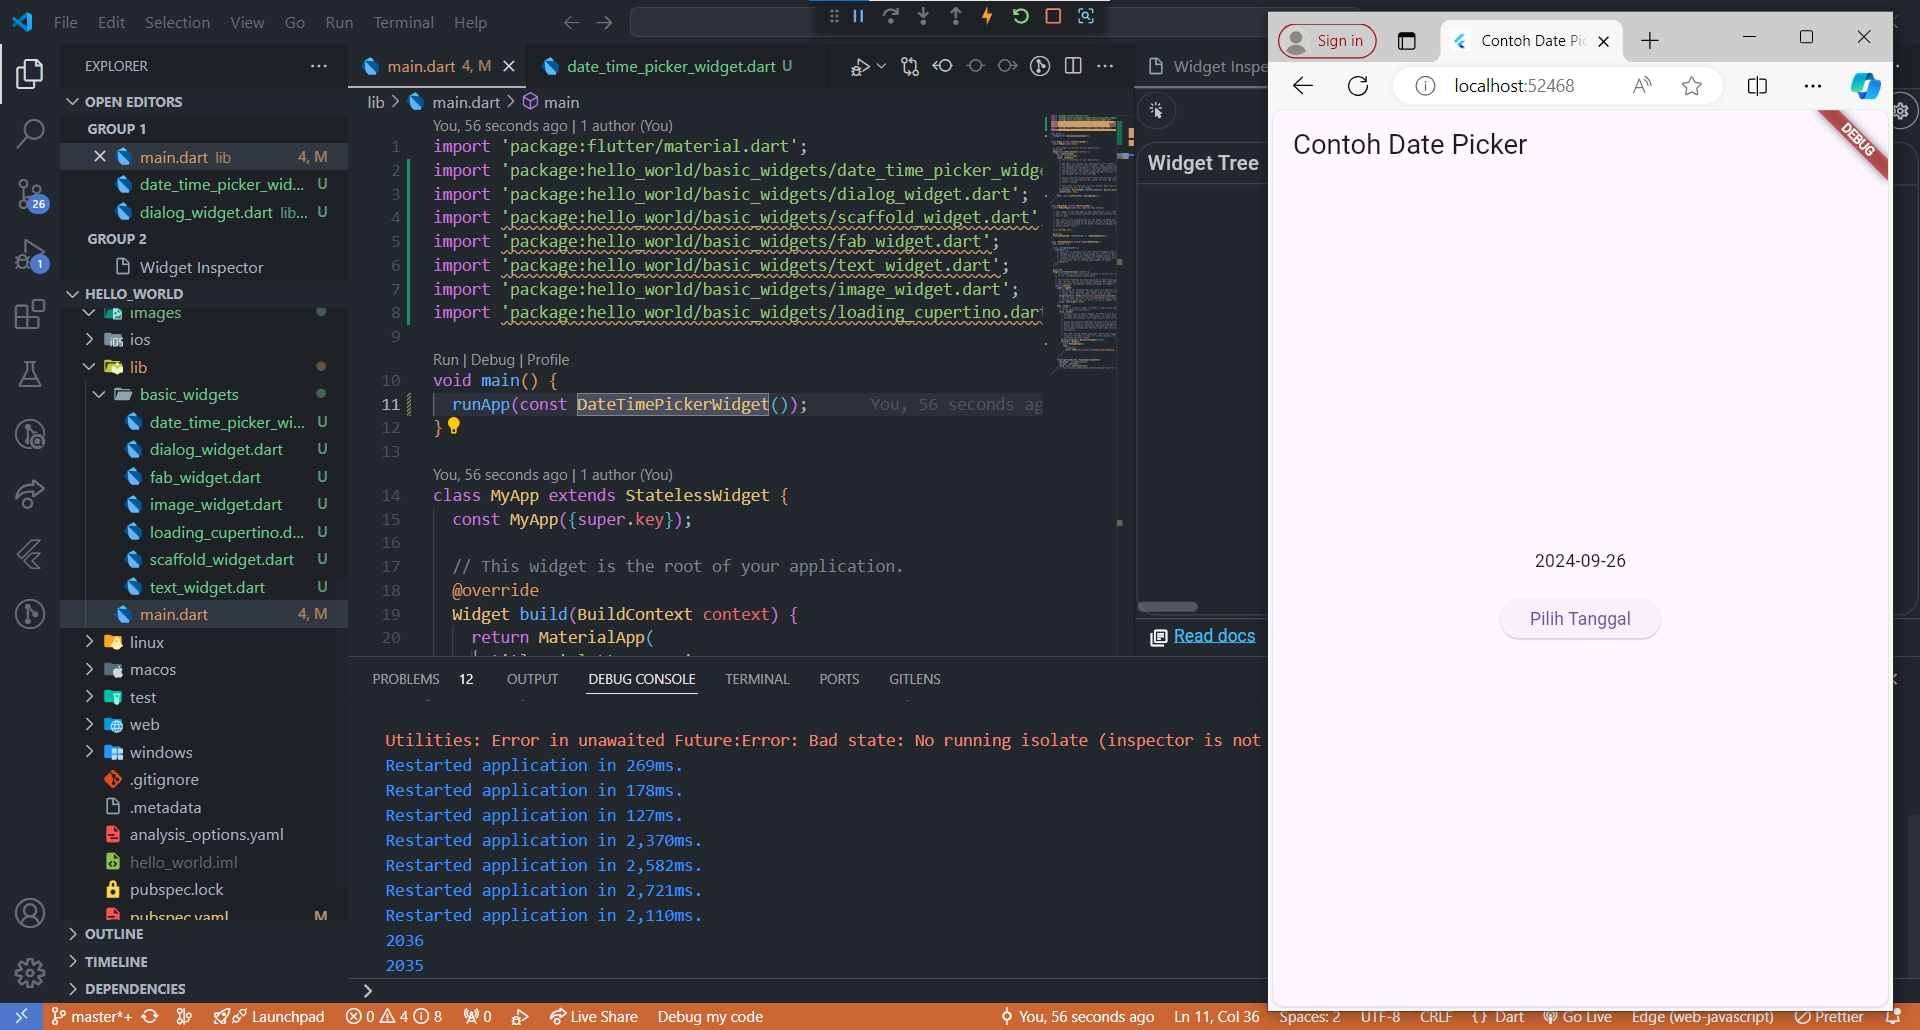 File Edit Selection View Go Run Terminal Help
EXPLORER
OPEN EDITORS
GROUP 1
main.dart lib 4, M
date_time_picker_wid... U
dialog_widget.dart lib... U
GROUP 2
Widget Inspector
HELLO_WORLD
images
ios
lib
basic_widgets
date_time_picker_wi... U
dialog_widget.dart U
fab_widget.dart U
image_widget.dart U
loading_cupertino.d... U
scaffold_widget.dart U
text_widget.dart U
main.dart 4, M
linux
macos
test
web
windows
.gitignore
.metadata
analysis_options.yaml
hello_world.iml
pubspec.lock
pubspec.yaml M
OUTLINE
TIMELINE
DEPENDENCIES
26
1
main.dart 4, M
date_time_picker_widget.dart U
lib > main.dart > main
You, 56 seconds ago | 1 author (You)
1 import 'package:flutter/material.dart';
2 import 'package:hello_world/basic_widgets/date_time_picker_widge
3 import 'package:hello_world/basic_widgets/dialog_widget.dart';
4 import 'package:hello_world/basic_widgets/scaffold_widget.dart'
5 import 'package:hello_world/basic_widgets/fab_widget.dart';
6 import 'package:hello_world/basic_widgets/text_widget.dart';
7 import 'package:hello_world/basic_widgets/image_widget.dart';
8 import 'package:hello_world/basic_widgets/loading_cupertino.dart
9
Run | Debug | Profile
10 void main() {
11 runApp(const DateTimePickerWidget()); You, 56 seconds ag
12 }
13
You, 56 seconds ago | 1 author (You)
14 class MyApp extends StatelessWidget {
15 const MyApp({super.key});
16
17 // This widget is the root of your application.
18 @override
19 Widget build(BuildContext context) {
20 return MaterialApp(
Widget Inspe
Widget Tree
Read docs
PROBLEMS 12 OUTPUT DEBUG CONSOLE TERMINAL PORTS GITLENS
Utilities: Error in unawaited Future:Error: Bad state: No running isolate (inspector is not
Restarted application in 269ms.
Restarted application in 178ms.
Restarted application in 127ms.
Restarted application in 2,370ms.
Restarted application in 2,582ms.
Restarted application in 2,721ms.
Restarted application in 2,110ms.
2036
2035
Sign in
Contoh Date Pic
localhost:52468
Contoh Date Picker
DEBUG
2024-09-26
Pilih Tanggal
master*+ Launchpad 0 4 8 0 Live Share Debug my code You, 56 seconds ago Ln 11, Col 36 Spaces: 2 UTF-8 CRLF {} Dart Go Live Edge (web-javascript) Prettier